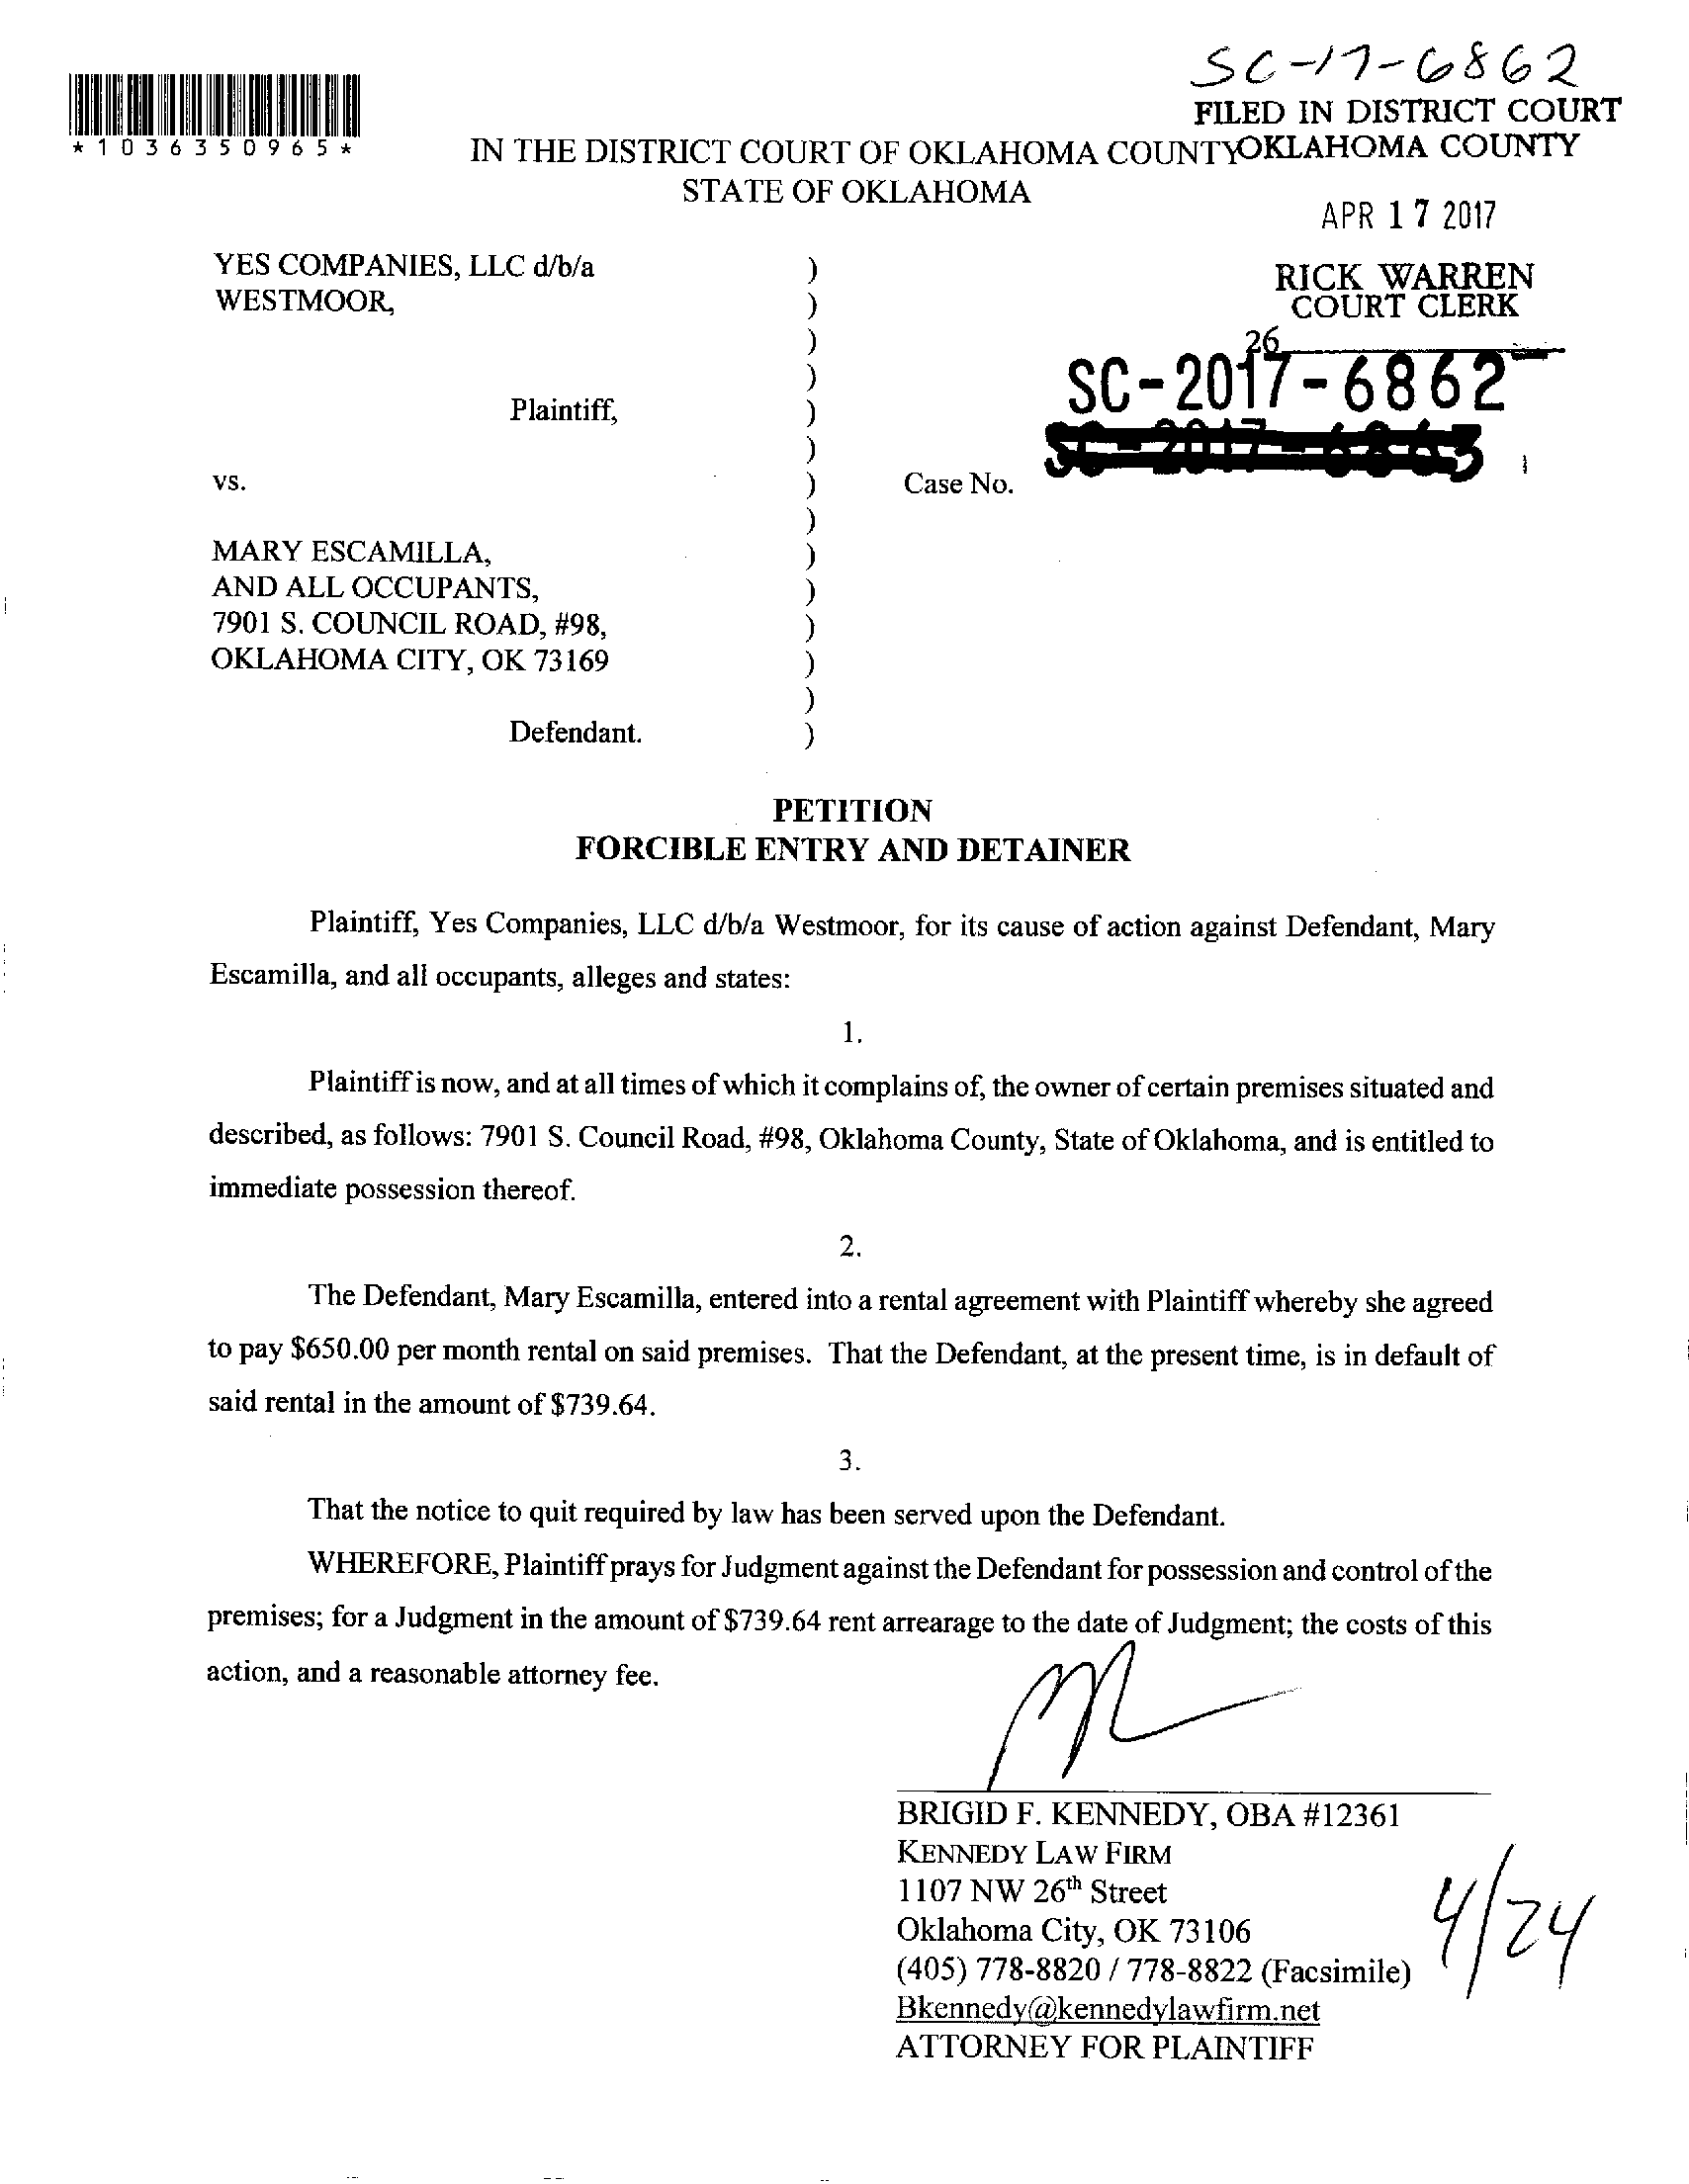 SC-17-6862
FILED IN DISTRICT COURT
OKLAHOMA COUNTY
*1036350965*
IN THE DISTRICT COURT OF OKLAHOMA COUNTY
STATE OF OKLAHOMA
APR 17 2017
RICK WARREN
COURT CLERK
26
SC-2017-6862
SC-2017-6863
YES COMPANIES, LLC d/b/a )
WESTMOOR, )
)
)
Plaintiff, )
)
vs. ) Case No.
)
MARY ESCAMILLA, )
AND ALL OCCUPANTS, )
7901 S. COUNCIL ROAD, #98, )
OKLAHOMA CITY, OK 73169 )
)
Defendant. )
PETITION
FORCIBLE ENTRY AND DETAINER
Plaintiff, Yes Companies, LLC d/b/a Westmoor, for its cause of action against Defendant, Mary
Escamilla, and all occupants, alleges and states:
1.
Plaintiff is now, and at all times of which it complains of, the owner of certain premises situated and
described, as follows: 7901 S. Council Road, #98, Oklahoma County, State of Oklahoma, and is entitled to
immediate possession thereof.
2.
The Defendant, Mary Escamilla, entered into a rental agreement with Plaintiff whereby she agreed
to pay $650.00 per month rental on said premises. That the Defendant, at the present time, is in default of
said rental in the amount of $739.64.
3.
That the notice to quit required by law has been served upon the Defendant.
WHEREFORE, Plaintiff prays for Judgment against the Defendant for possession and control of the
premises; for a Judgment in the amount of $739.64 rent arrearage to the date of Judgment; the costs of this
action, and a reasonable attorney fee.
BRIGID F. KENNEDY, OBA #12361
KENNEDY LAW FIRM
1107 NW 26th Street
Oklahoma City, OK 73106
(405) 778-8820 / 778-8822 (Facsimile)
Bkennedy@kennedylawfirm.net
ATTORNEY FOR PLAINTIFF
4/24